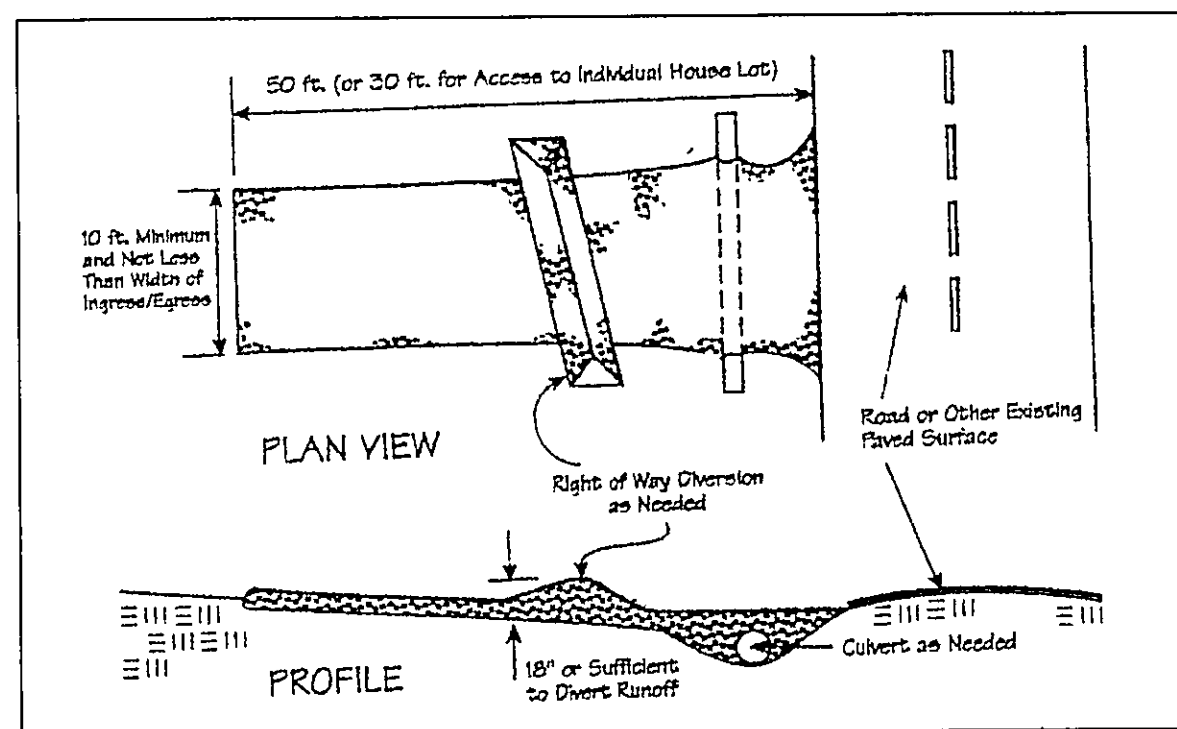 50 ft. (or 30 ft. for Access to Individual House Lot)
10 ft. Minimum
and Not Less
Than Width of
Ingress/Egress
PLAN VIEW
Right of Way Diversion
as Needed
Road or Other Existing
Paved Surface
18" or Sufficient
to Divert Runoff
Culvert as Needed
PROFILE